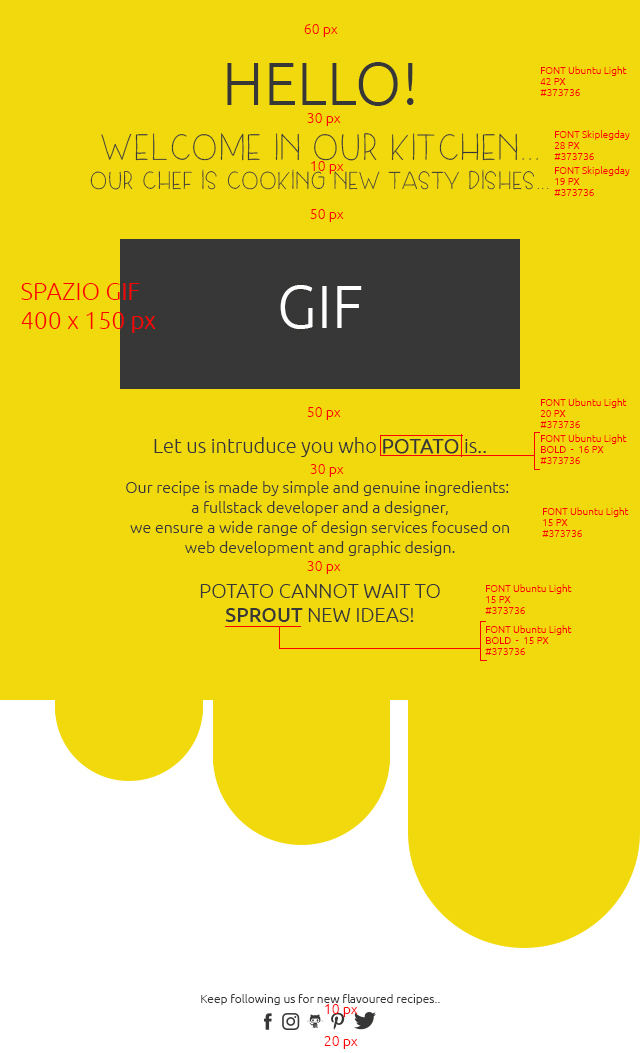 60 px
HELLO!
FONT Ubuntu Light
42 PX
#373736
30 px
WELCOME IN OUR KITCHEN...
FONT Skiplegday
28 PX
#373736
10 px
OUR CHEF IS COOKING NEW TASTY DISHES...
FONT Skiplegday
19 PX
#373736
50 px
SPAZIO GIF
400 x 150 px
GIF
50 px
FONT Ubuntu Light
20 PX
#373736
Let us intruduce you who POTATO is..
FONT Ubuntu Light
BOLD - 16 PX
#373736
30 px
Our recipe is made by simple and genuine ingredients:
a fullstack developer and a designer,
we ensure a wide range of design services focused on
web development and graphic design.
FONT Ubuntu Light
15 PX
#373736
30 px
POTATO CANNOT WAIT TO
SPROUT NEW IDEAS!
FONT Ubuntu Light
15 PX
#373736
FONT Ubuntu Light
BOLD - 15 PX
#373736
Keep following us for new flavoured recipes..
10 px
20 px